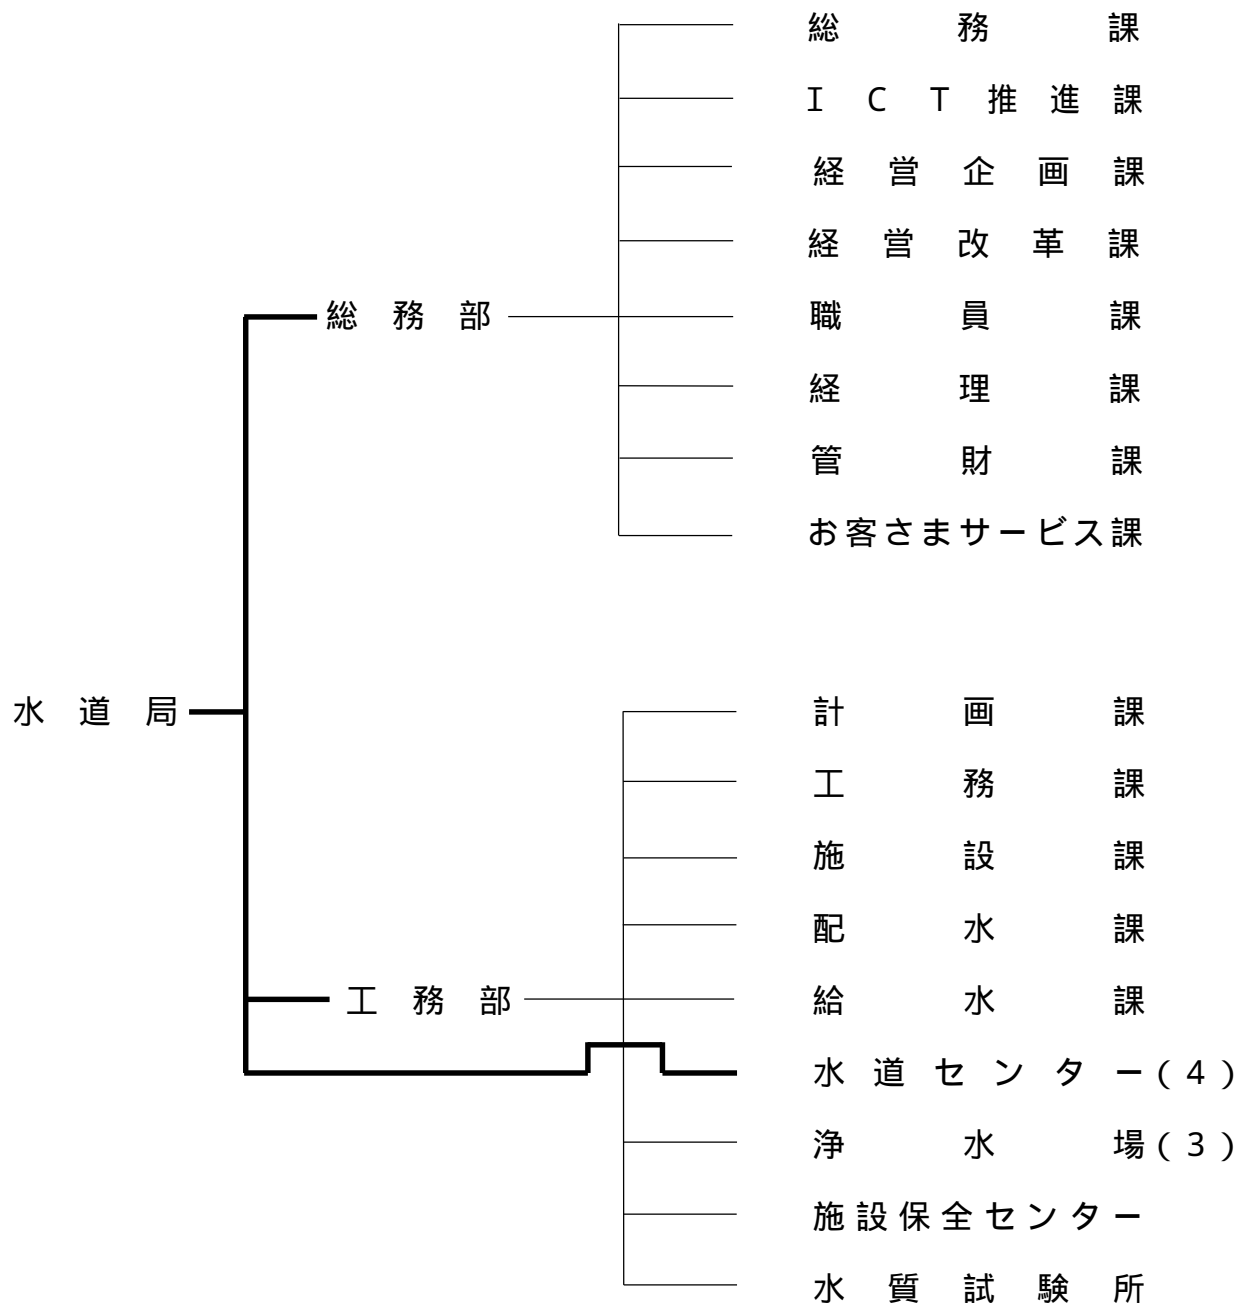 総務課
ICT推進課
経営企画課
経営改革課
総務部
職員課
経理課
管財課
お客さまサービス課
水道局
計画課
工務課
施設課
配水課
工務部
給水課
水道センター(4)
浄水場(3)
施設保全センター
水質試験所